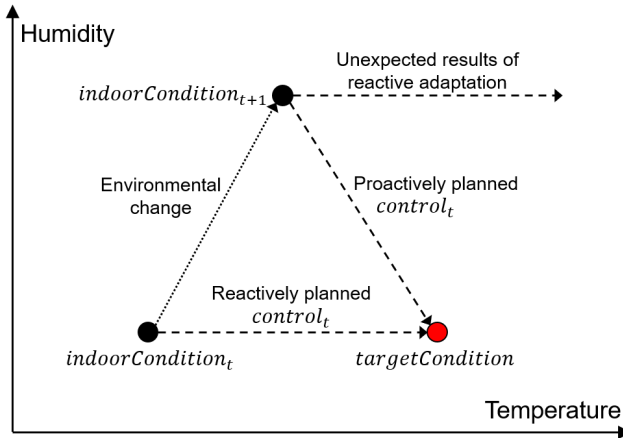 Humidity
Unexpected results of
reactive adaptation
indoorCondition_{t+1}
Environmental
change
Proactively planned
control_t
Reactively planned
control_t
indoorCondition_t
targetCondition
Temperature